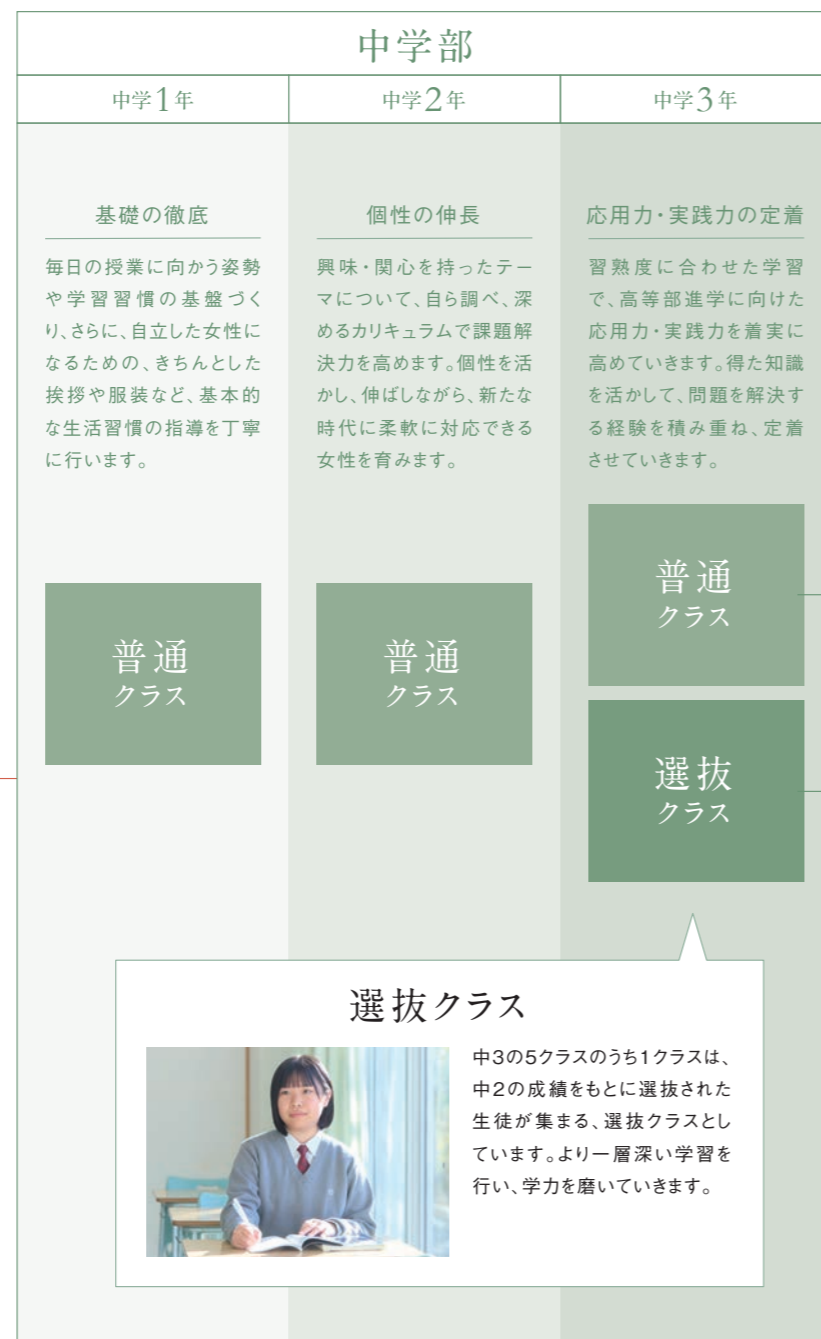 中学部
中学1年
中学2年
中学3年
基礎の徹底
毎日の授業に向かう姿勢
や学習習慣の基盤づく
り、さらに、自立した女性に
なるための、きちんとした
挨拶や服装など、基本的
な生活習慣の指導を丁寧
に行います。
普通
クラス
個性の伸長
興味・関心を持ったテー
マについて、自ら調べ、深
めるカリキュラムで課題解
決力を高めます。個性を活
かし、伸ばしながら、新たな
時代に柔軟に対応できる
女性を育みます。
普通
クラス
応用力・実践力の定着
習熟度に合わせた学習
で、高等部進学に向けた
応用力・実践力を着実に
高めていきます。得た知識
を活かして、問題を解決す
る経験を積み重ね、定着
させていきます。
普通
クラス
選抜
クラス
選抜クラス
中3の5クラスのうち1クラスは、
中2の成績をもとに選抜された
生徒が集まる、選抜クラスとし
ています。より一層深い学習を
行い、学力を磨いていきます。